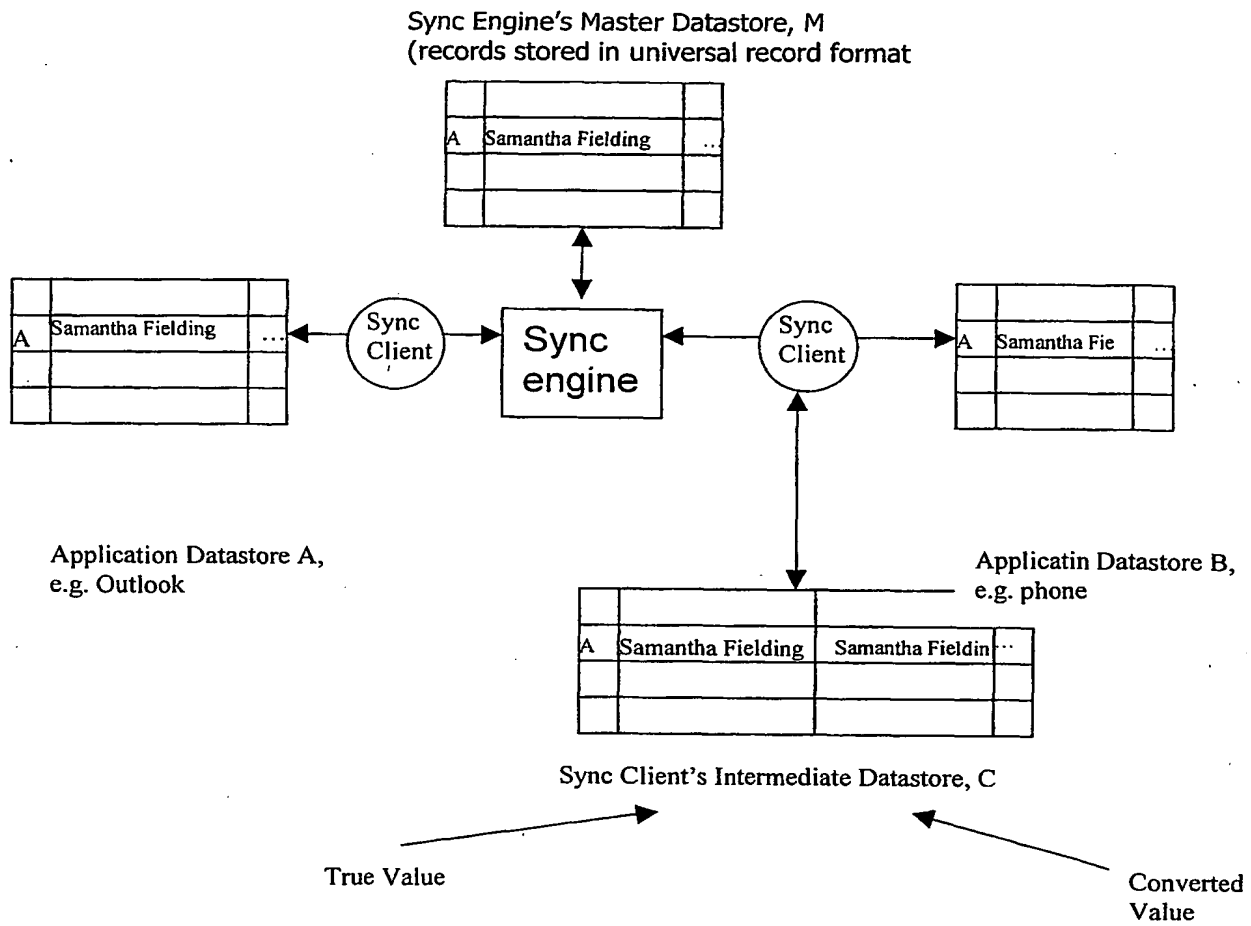 Sync Engine's Master Datastore, M
(records stored in universal record format
A Samantha Fielding ...
A Samantha Fielding ...
Sync
Client
Sync
engine
Sync
Client
A Samantha Fie ...
Application Datastore A,
e.g. Outlook
Applicatin Datastore B,
e.g. phone
A Samantha Fielding Samantha Fieldin ...
Sync Client's Intermediate Datastore, C
True Value
Converted
Value